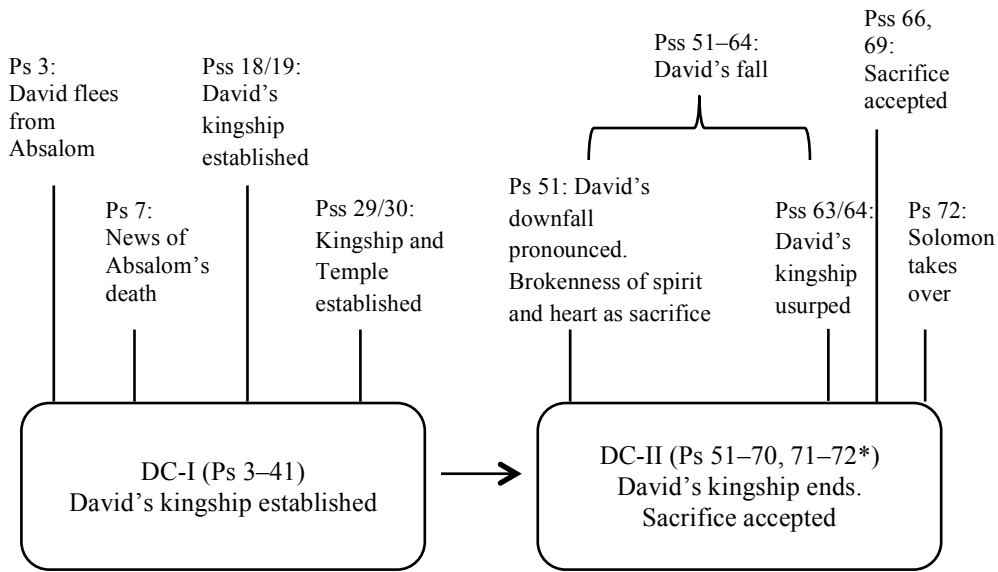 Ps 3:
David flees
from
Absalom
Ps 7:
News of
Absalom’s
death
Pss 18/19:
David’s
kingship
established
Pss 29/30:
Kingship and
Temple
established
Pss 51–64:
David’s fall
Ps 51: David’s
downfall
pronounced.
Brokenness of spirit
and heart as sacrifice
Pss 63/64:
David’s
kingship
usurped
Pss 66,
69:
Sacrifice
accepted
Ps 72:
Solomon
takes
over
DC-I (Ps 3–41)
David’s kingship established
DC-II (Ps 51–70, 71–72*)
David’s kingship ends.
Sacrifice accepted